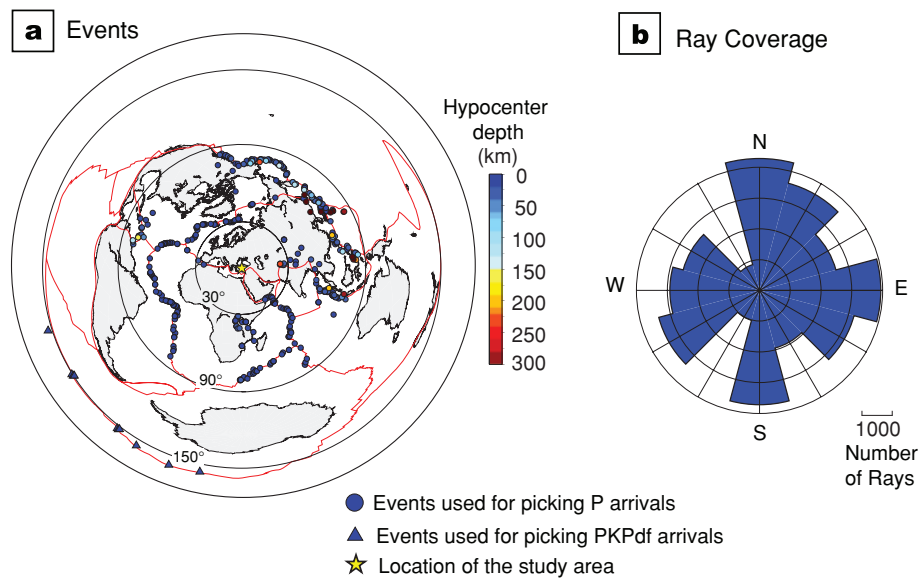 a Events
30°
90°
150°
Hypocenter
depth
(km)
0
50
100
150
200
250
300
b Ray Coverage
N
W
E
S
1000
Number
of Rays
Events used for picking P arrivals
Events used for picking PKPdf arrivals
Location of the study area